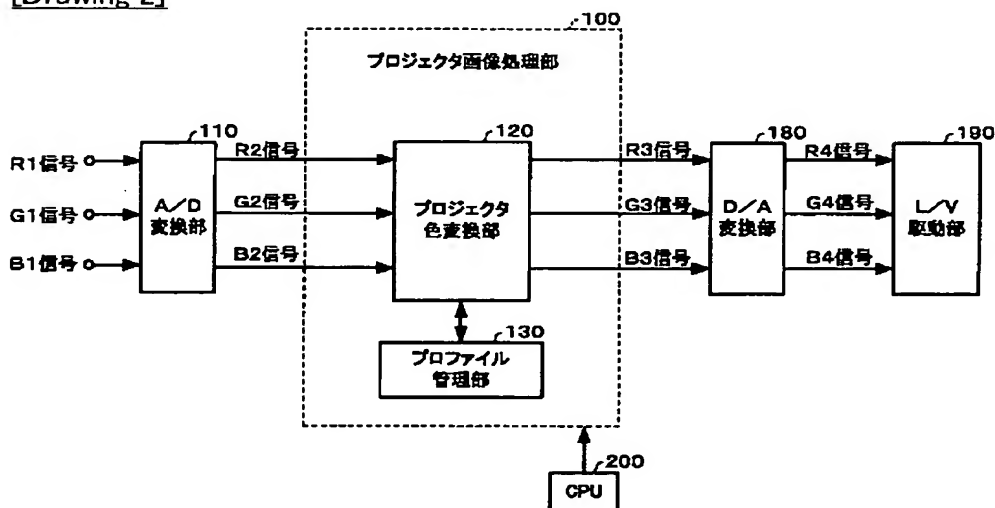 [Drawing 2]
100
プロジェクタ画像処理部
110
120
180
190
R1信号
R2信号
R3信号
R4信号
G1信号
A/D
変換部
G2信号
プロジェクタ
色変換部
G3信号
D/A
変換部
G4信号
L/V
駆動部
B1信号
B2信号
B3信号
B4信号
130
プロファイル
管理部
200
CPU